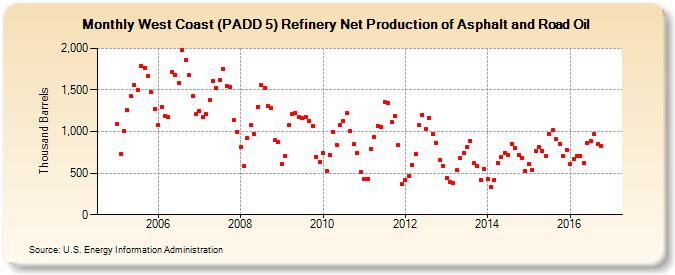 Monthly West Coast (PADD 5) Refinery Net Production of Asphalt and Road Oil
Thousand Barrels
2,000
1,500
1,000
500
0
2006 2008 2010 2012 2014 2016
Source: U.S. Energy Information Administration